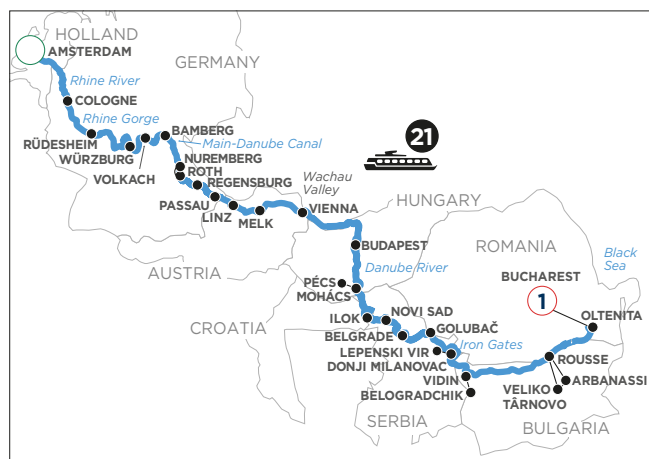 HOLLAND
AMSTERDAM
GERMANY
Rhine River
COLOGNE
Rhine Gorge
BAMBERG
Main-Danube Canal
RÜDESHEIM
WÜRZBURG
VOLKACH
NUREMBERG
ROTH
REGENSBURG
PASSAU
LINZ
MELK
21
Wachau
Valley
VIENNA
HUNGARY
AUSTRIA
BUDAPEST
ROMANIA
Black
Sea
Danube River
BUCHAREST
1
PÉCS
MOHÁCS
OLTENITA
CROATIA
ILOK
NOVI SAD
BELGRADE
GOLUBAČ
Iron Gates
LEPENSKI VIR
DONJI MILANOVAC
ROUSSE
VIDIN
BELOGRADCHIK
ARBANASSI
VELIKO
TÂRNOVO
SERBIA
BULGARIA